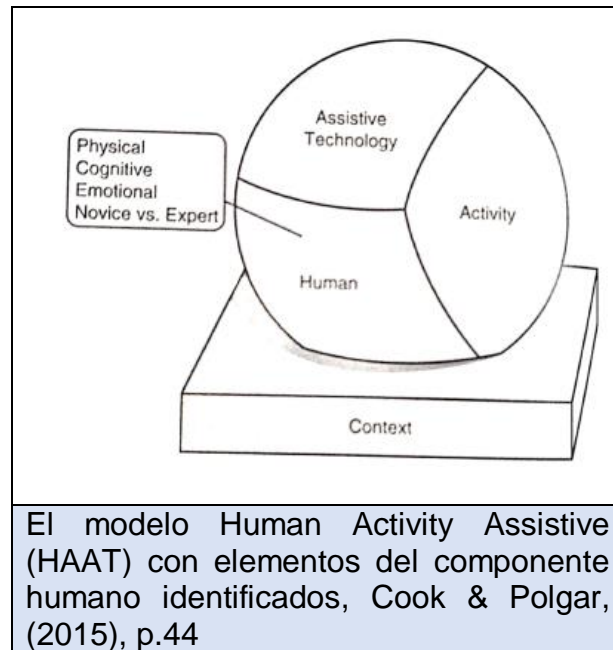 Assistive
Technology
Physical
Cognitive
Emotional
Novice vs. Expert
Activity
Human
Context
El modelo Human Activity Assistive
(HAAT) con elementos del componente
humano identificados, Cook & Polgar,
(2015), p.44